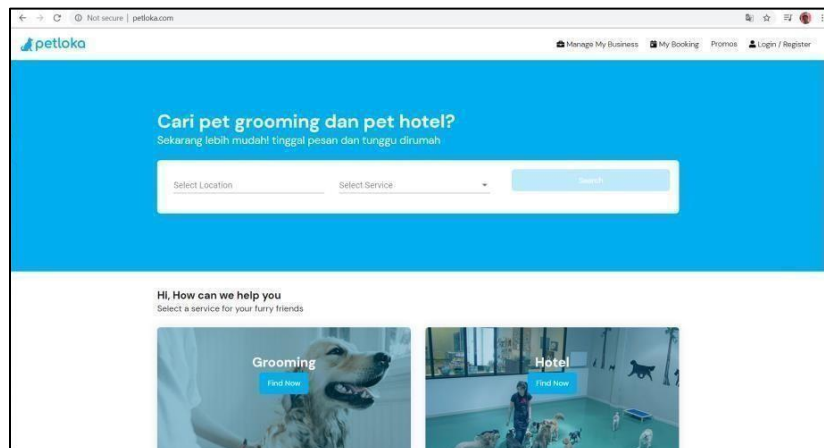 Not secure | petloka.com
petloka
Manage My Business My Booking Promos Login / Register
Cari pet grooming dan pet hotel?
Sekarang lebih mudah! tinggal pesan dan tunggu dirumah
Select Location Select Service Search
Hi, How can we help you
Select a service for your furry friends
Grooming
Find Now
Hotel
Find Now